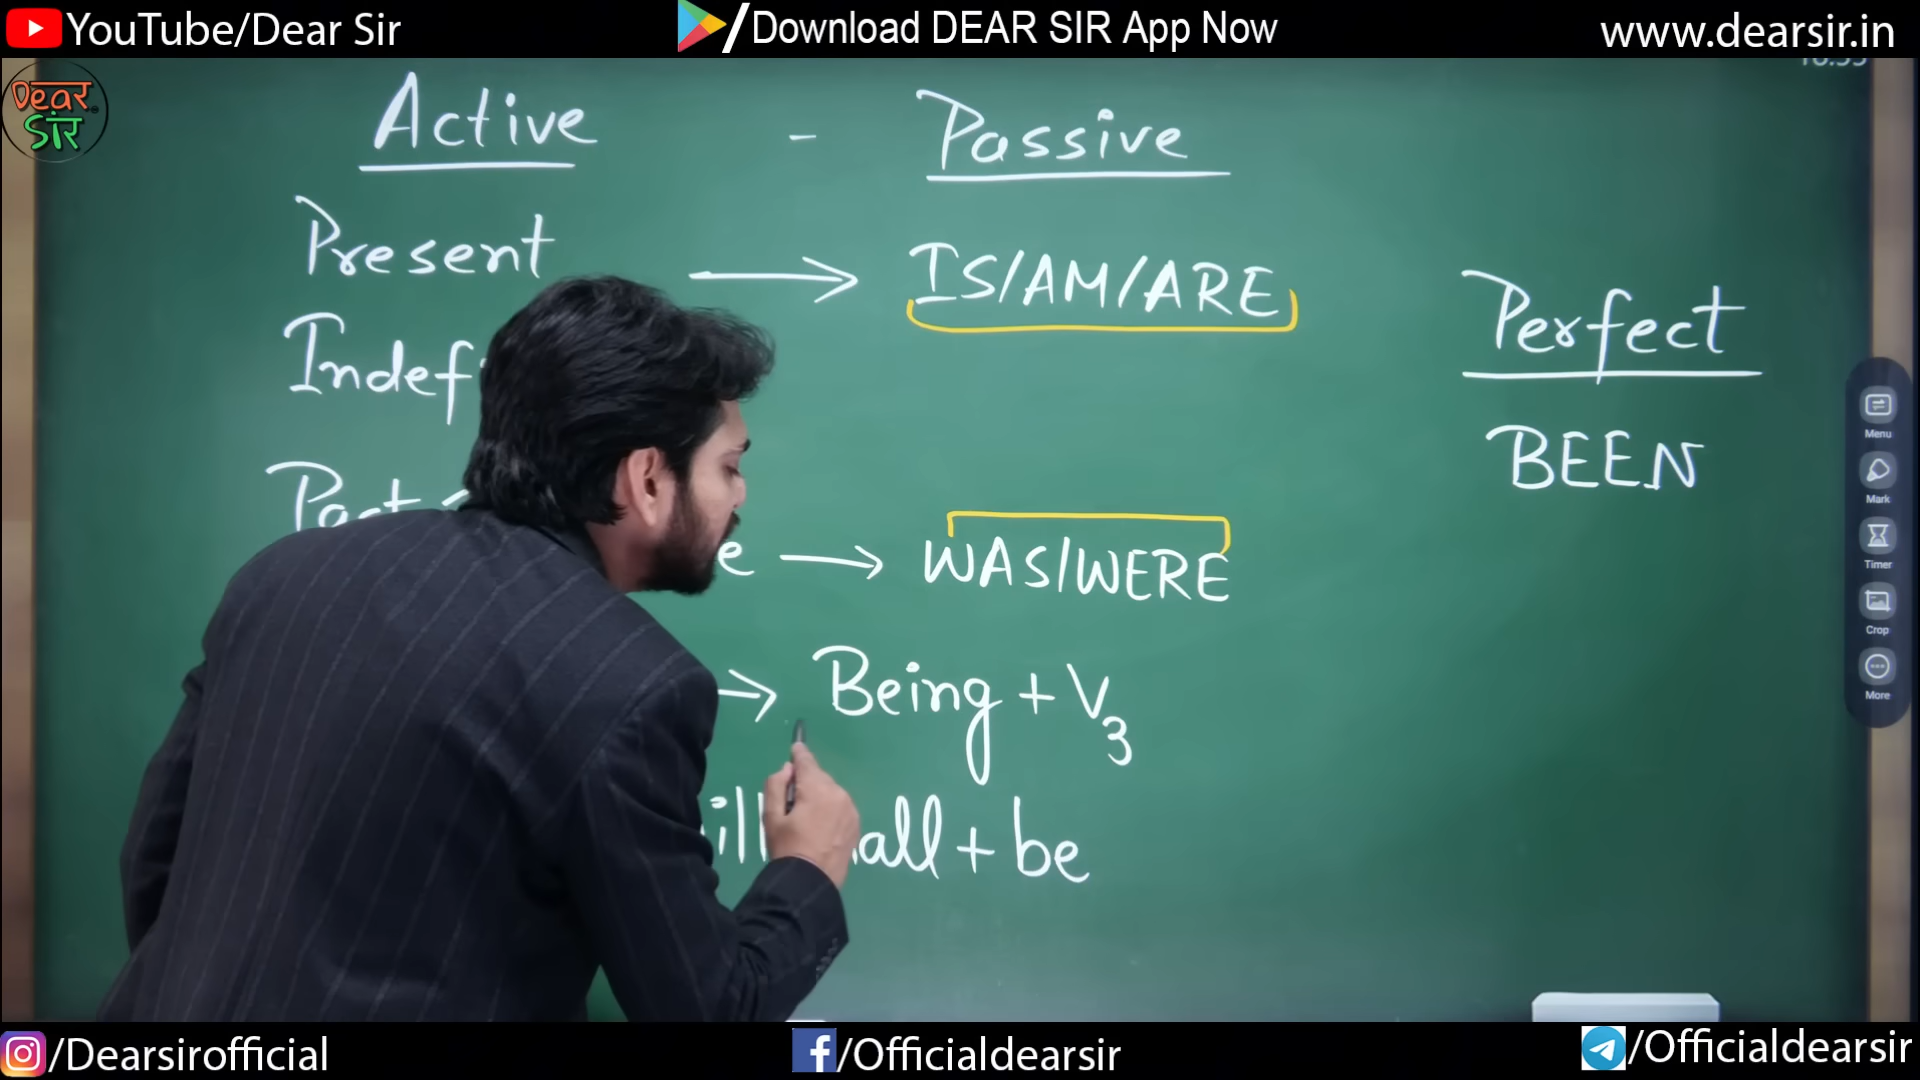 YouTube/Dear Sir
/Download DEAR SIR App Now
www.dearsir.in
Dear
Sir
Active - Passive
Present → IS/AM/ARE
Perfect
BEEN
Menu
Mark
WAS/WERE
Timer
Crop
Being + V3
More
+ be
/Dearsirofficial
/Officialdearsir
/Officialdearsir